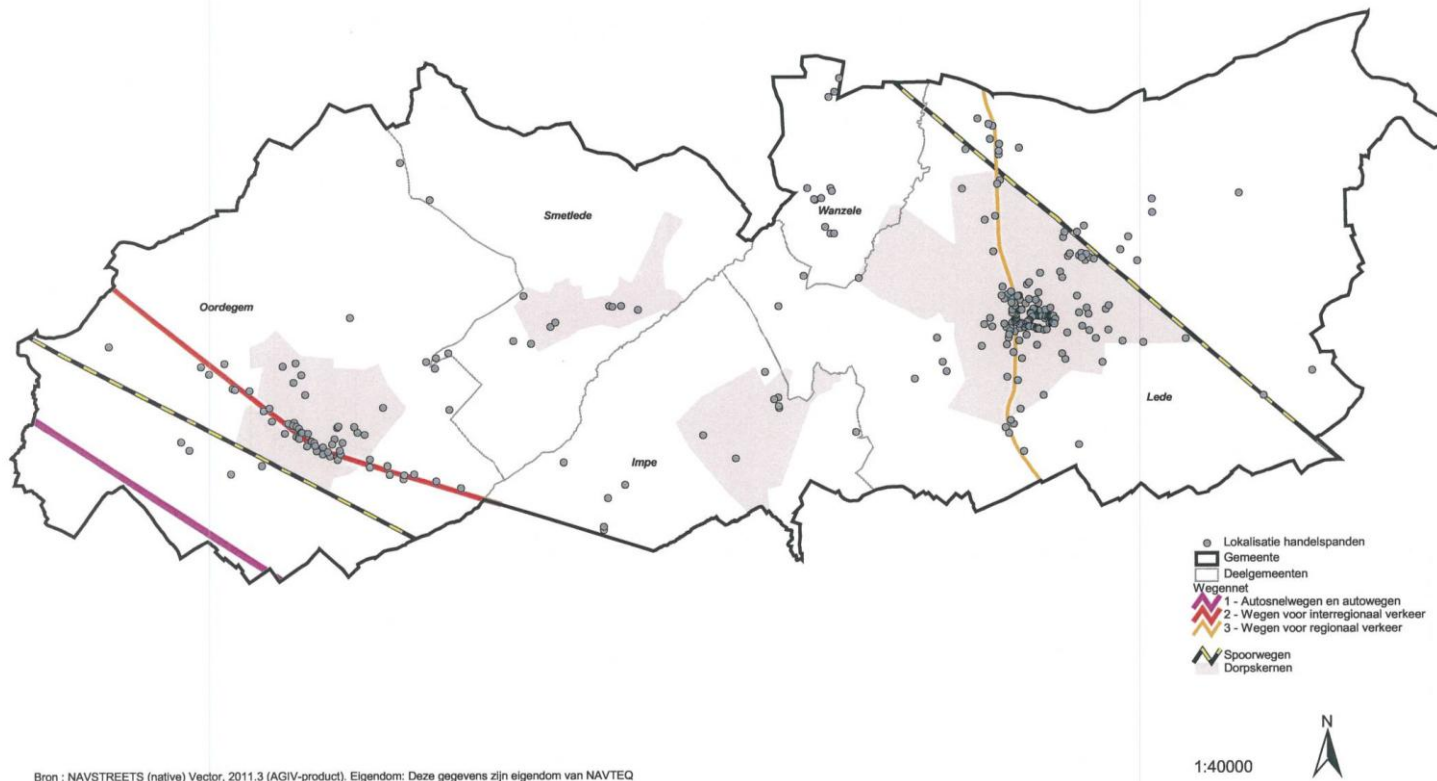 Wanzele
Smetlede
Oordegem
Lede
Impe
Lokalisatie handelspanden
Gemeente
Deelgemeenten
Wegennet
1 - Autosnelwegen en autowegen
2 - Wegen voor interregionaal verkeer
3 - Wegen voor regionaal verkeer
Spoorwegen
Dorpskernen
N
1:40000
Bron : NAVSTREETS (native) Vector, 2011.3 (AGIV-product). Eigendom: Deze gegevens zijn eigendom van NAVTEQ